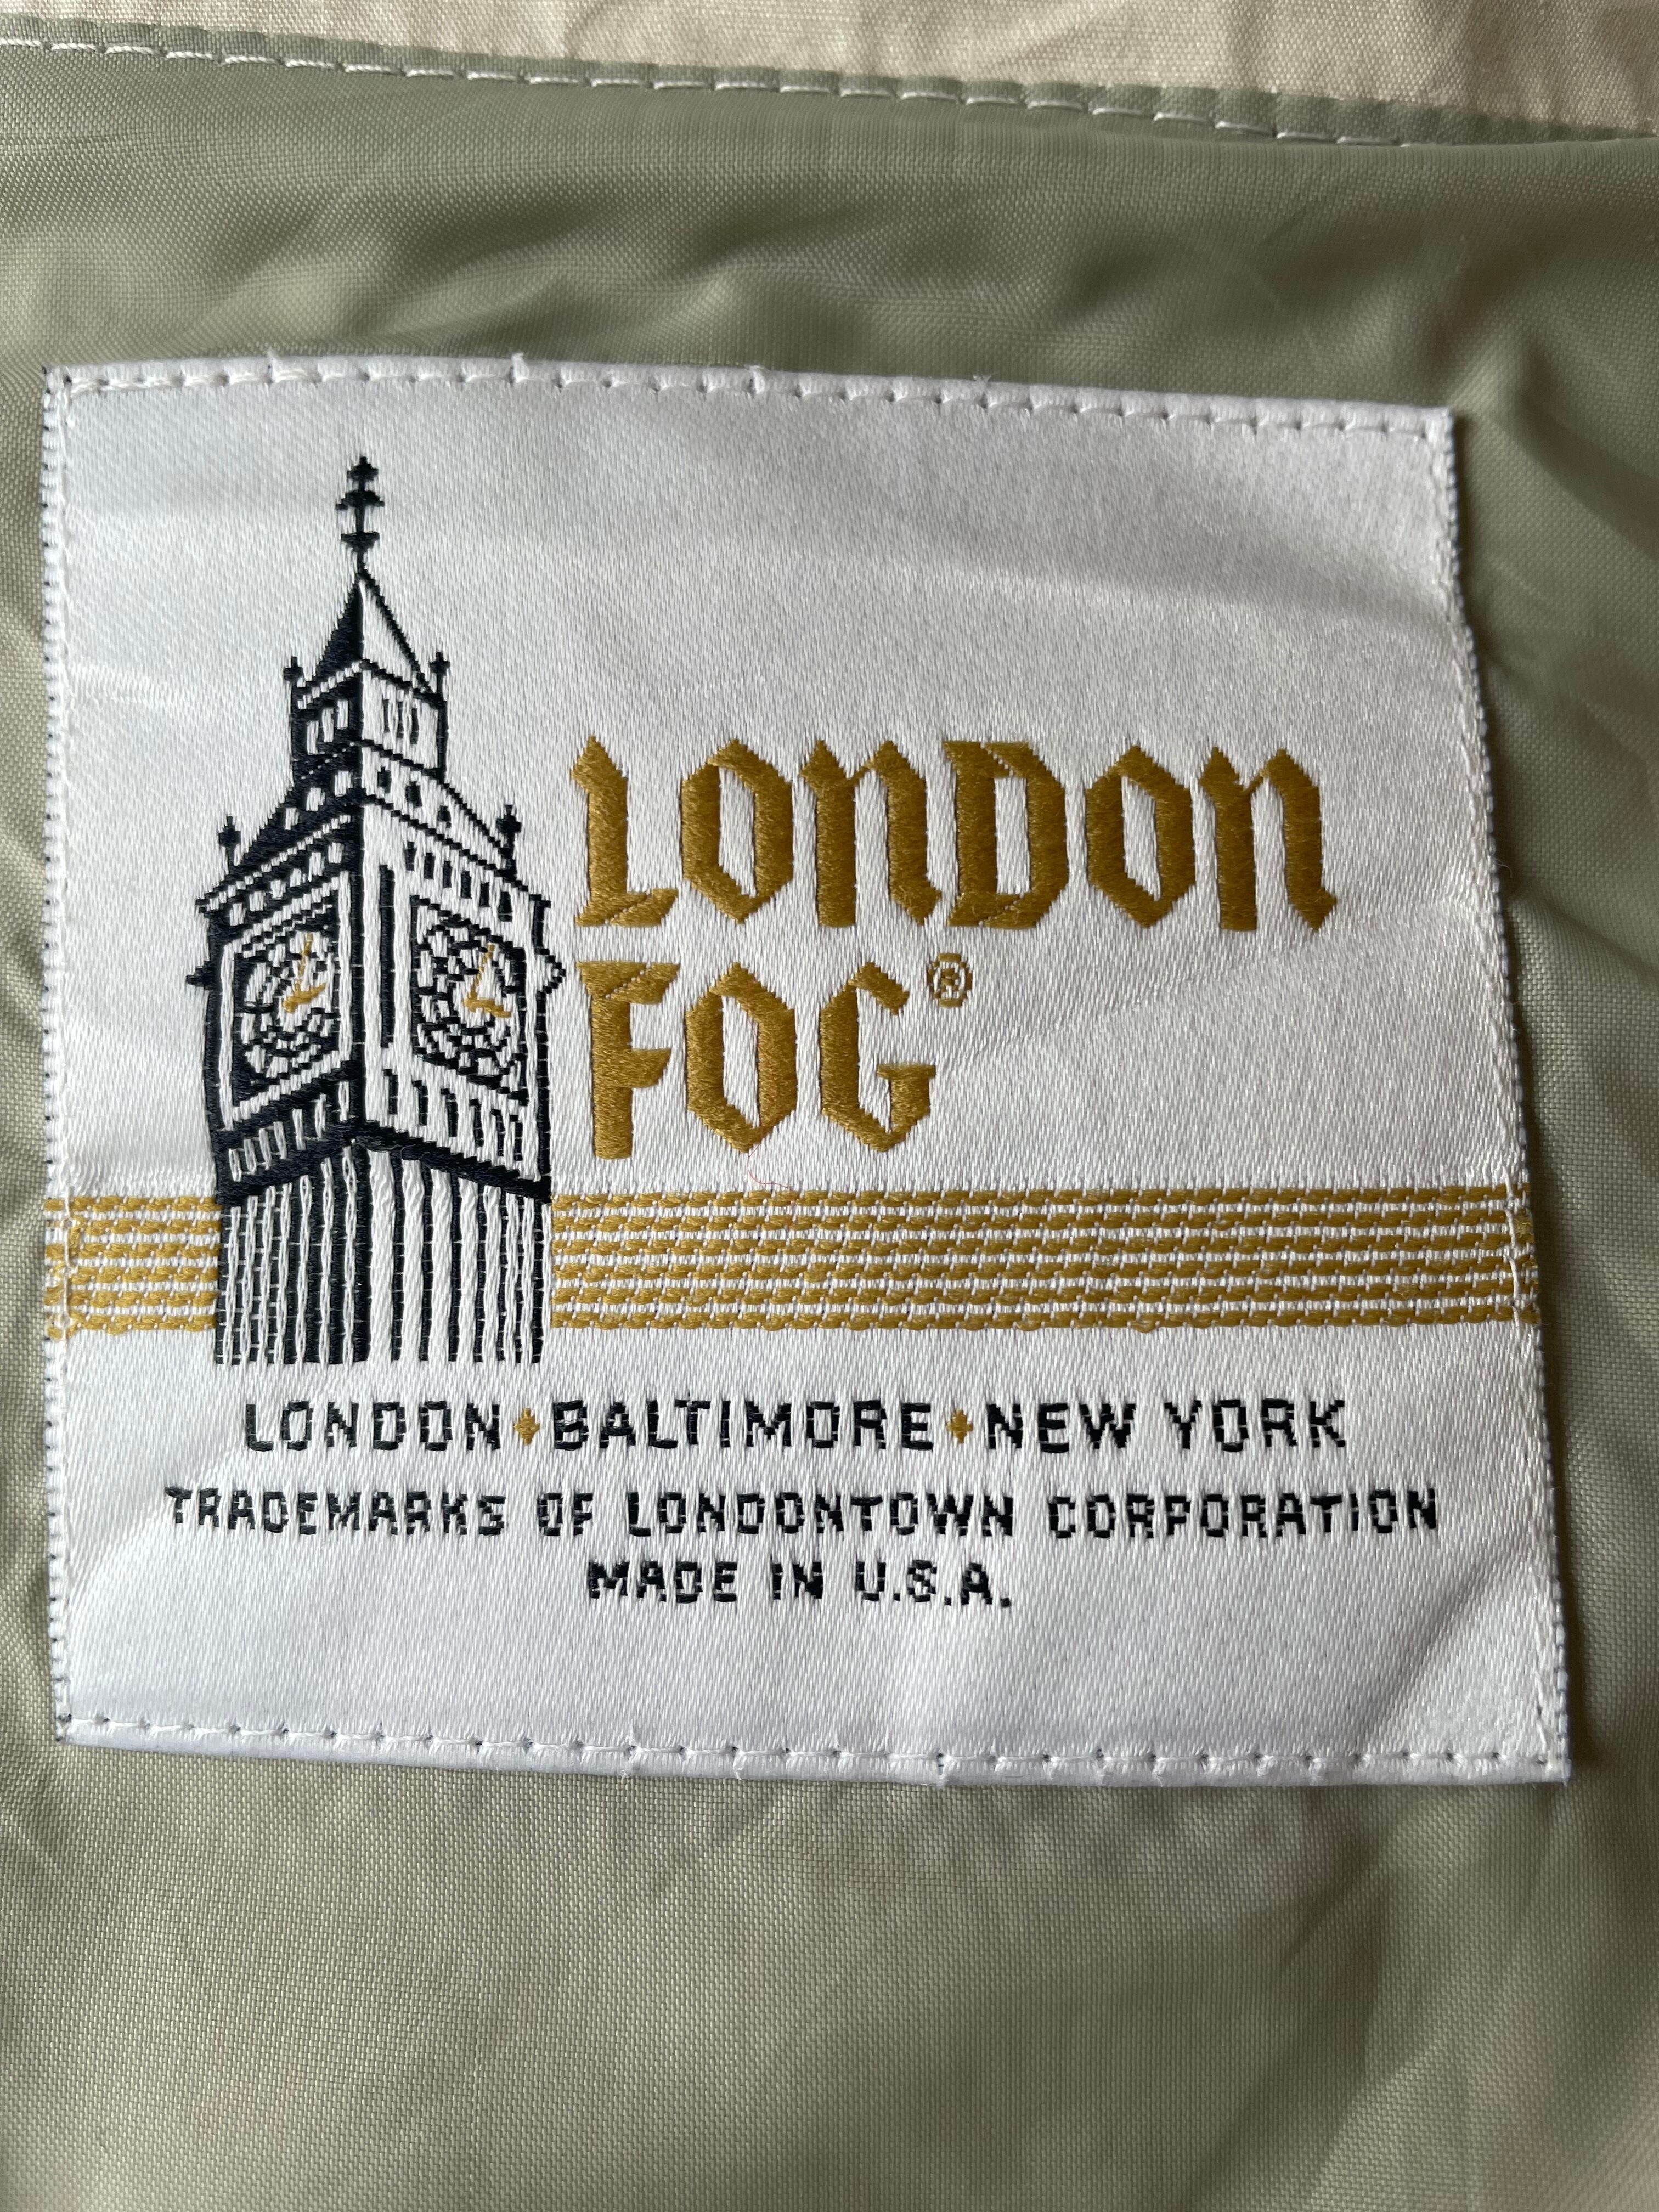 LONDON
FOG®
LONDON♦BALTIMORE♦NEW YORK
TRADEMARKS OF LONDONTOWN CORPORATION
MADE IN U.S.A.